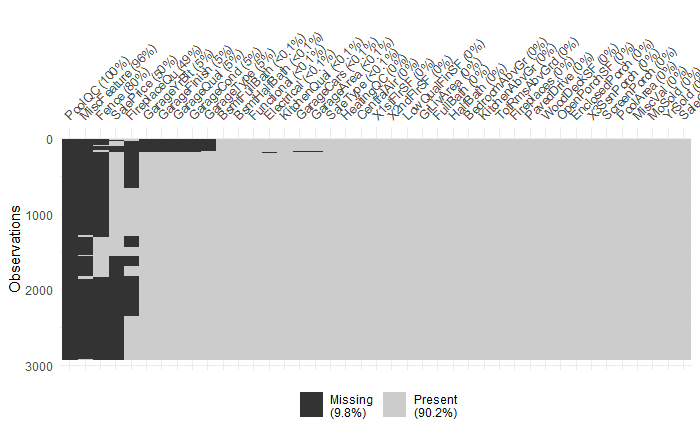 PoolQC (100%)
MiscFeature (96%)
Fence (80%)
SalePrice (50%)
FireplaceQu (49%)
GarageYrBlt (5%)
GarageFinish (5%)
GarageQual (5%)
GarageCond (5%)
GarageType (5%)
BsmtFullBath (<0.1%)
BsmtHalfBath (<0.1%)
Functional (<0.1%)
Electrical (<0.1%)
KitchenQual (<0.1%)
GarageCars (<0.1%)
GarageArea (<0.1%)
SaleType (<0.1%)
HeatingQC (0%)
CentralAir (0%)
X1stFlrSF (0%)
X2ndFlrSF (0%)
LowQualFinSF (0%)
GrLivArea (0%)
FullBath (0%)
HalfBath (0%)
BedroomAbvGr (0%)
KitchenAbvGr (0%)
TotRmsAbvGrd (0%)
Fireplaces (0%)
PavedDrive (0%)
WoodDeckSF (0%)
OpenPorchSF (0%)
EnclosedPorch (0%)
X3SsnPorch (0%)
ScreenPorch (0%)
PoolArea (0%)
MiscVal (0%)
MoSold (0%)
YrSold (0%)
0
1000
2000
3000
Observations
Missing
(9.8%)
Present
(90.2%)